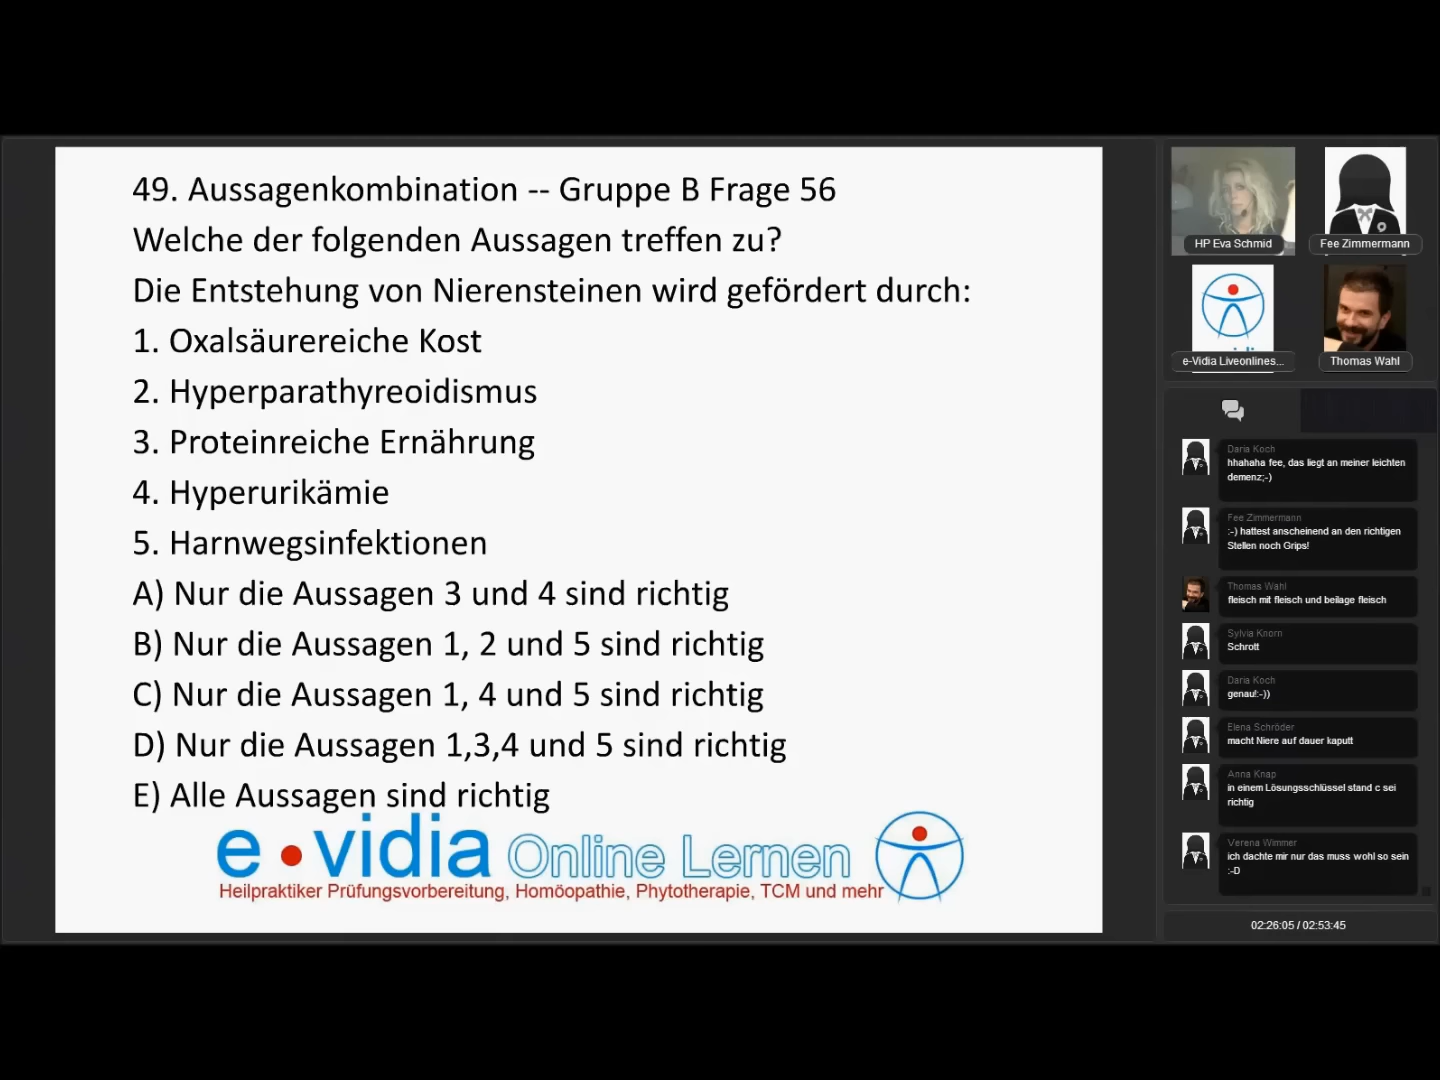 49. Aussagenkombination -- Gruppe B Frage 56
Welche der folgenden Aussagen treffen zu?
Die Entstehung von Nierensteinen wird gefördert durch:
1. Oxalsäurereiche Kost
2. Hyperparathyreoidismus
3. Proteinreiche Ernährung
4. Hyperurikämie
5. Harnwegsinfektionen
A) Nur die Aussagen 3 und 4 sind richtig
B) Nur die Aussagen 1, 2 und 5 sind richtig
C) Nur die Aussagen 1, 4 und 5 sind richtig
D) Nur die Aussagen 1,3,4 und 5 sind richtig
E) Alle Aussagen sind richtig
e•vidia Online Lernen
Heilpraktiker Prüfungsvorbereitung, Homöopathie, Phytotherapie, TCM und mehr
HP Eva Schmid
Fee Zimmermann
e-Vidia Liveonlines...
Thomas Wahl
Daria Koch
hhahaha fee, das liegt an meiner leichten
demenz;-)
Fee Zimmermann
:-) hattest anscheinend an den richtigen
Stellen noch Grips!
Thomas Wahl
fleisch mit fleisch und beilage fleisch
Sylvia Knorn
Schrott
Daria Koch
genau!:-))
Elena Schröder
macht Niere auf dauer kaputt
Anna Knap
in einem Lösungsschlüssel stand c sei
richtig
Verena Wimmer
ich dachte mir nur das muss wohl so sein
:-D
02:26:05 / 02:53:45